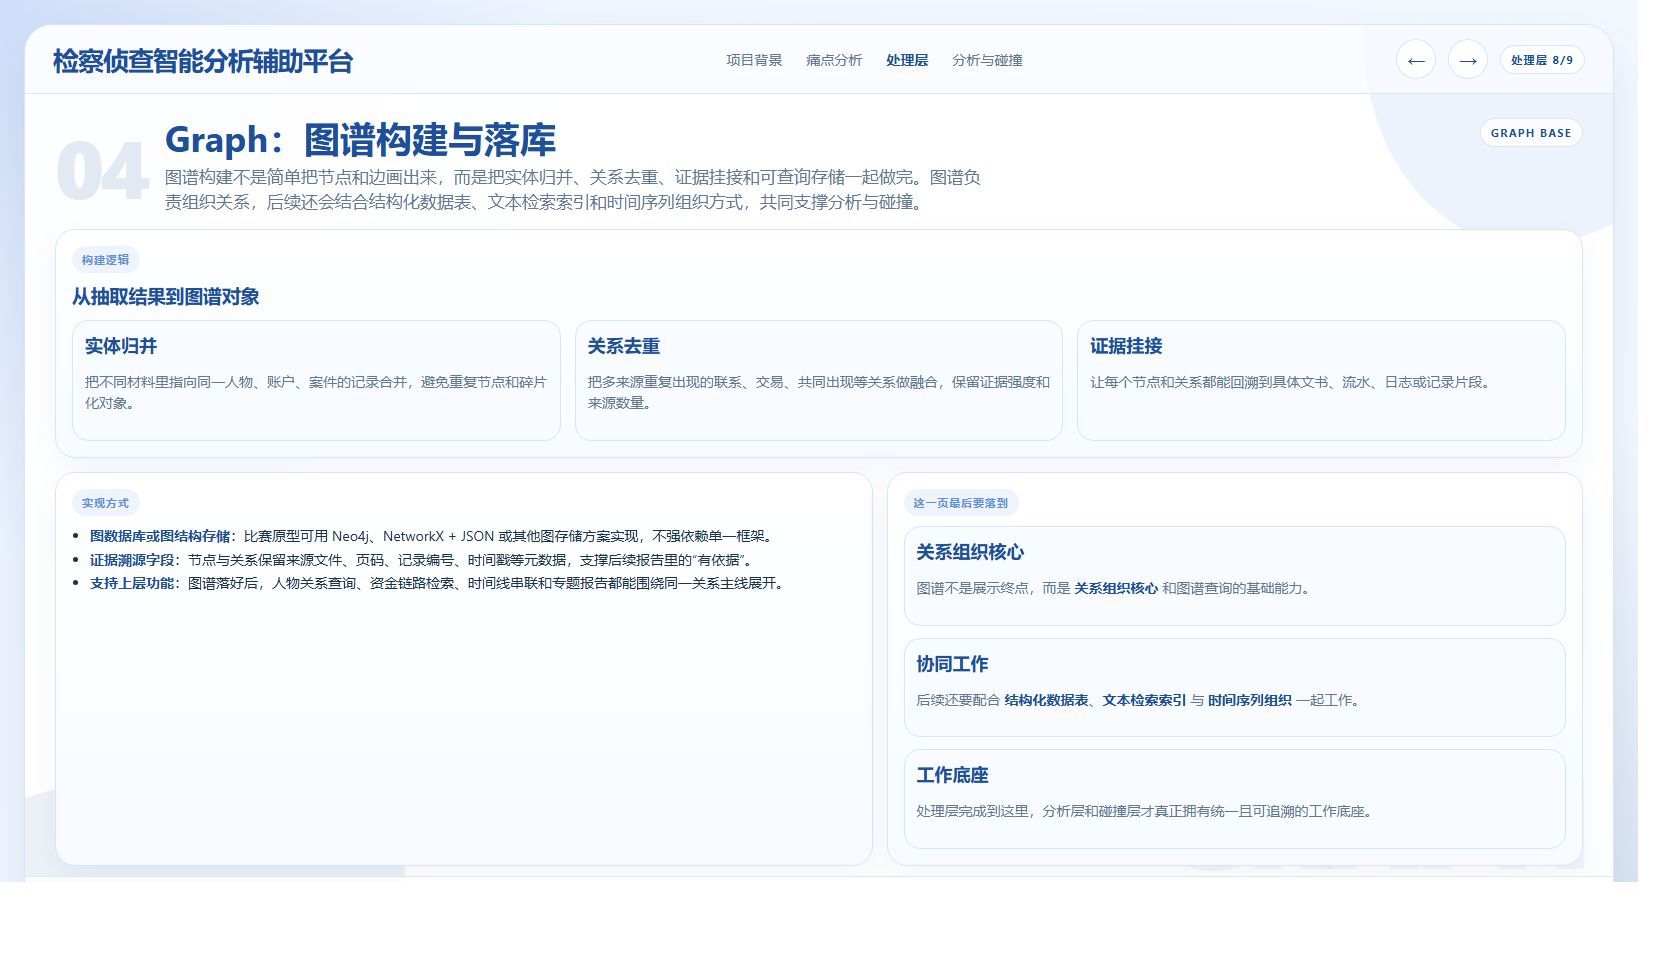 检察侦查智能分析辅助平台
项目背景 痛点分析 处理层 分析与碰撞
← → 处理层 8/9
04
Graph：图谱构建与落库
GRAPH BASE
图谱构建不是简单把节点和边画出来，而是把实体归并、关系去重、证据挂接和可查询存储一起做完。图谱负
责组织关系，后续还会结合结构化数据表、文本检索索引和时间序列组织方式，共同支撑分析与碰撞。
构建逻辑
从抽取结果到图谱对象
实体归并
把不同材料里指向同一人物、账户、案件的记录合并，避免重复节点和碎片
化对象。
关系去重
把多来源重复出现的联系、交易、共同出现等关系做融合，保留证据强度和
来源数量。
证据挂接
让每个节点和关系都能回溯到具体文书、流水、日志或记录片段。
实现方式
• 图数据库或图结构存储：比赛原型可用 Neo4j、NetworkX + JSON 或其他图存储方案实现，不强依赖单一框架。
• 证据溯源字段：节点与关系保留来源文件、页码、记录编号、时间戳等元数据，支撑后续报告里的“有依据”。
• 支持上层功能：图谱落好后，人物关系查询、资金链路检索、时间线串联和专题报告都能围绕同一关系主线展开。
这一页最后要落到
关系组织核心
图谱不是展示终点，而是 关系组织核心 和图谱查询的基础能力。
协同工作
后续还要配合 结构化数据表、文本检索索引 与 时间序列组织 一起工作。
工作底座
处理层完成到这里，分析层和碰撞层才真正拥有统一且可追溯的工作底座。